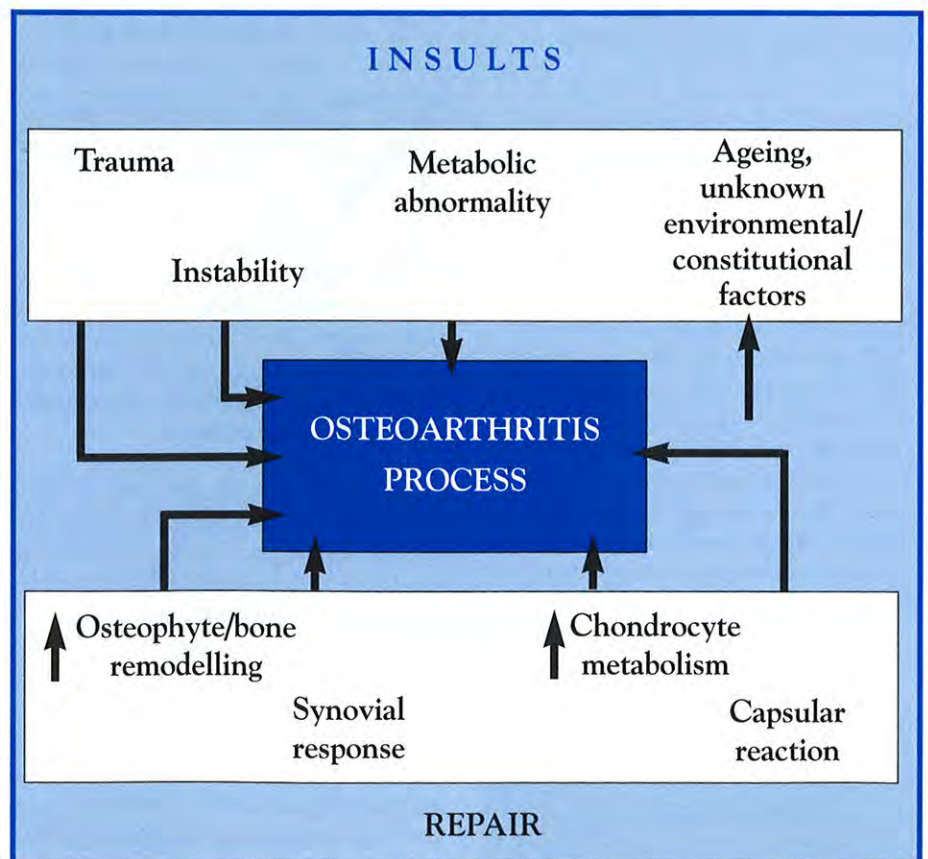 INSULTS
Trauma
Metabolic
abnormality
Ageing,
unknown
environmental/
constitutional
factors
Instability
OSTEOARTHRITIS
PROCESS
Osteophyte/bone
remodelling
Chondrocyte
metabolism
Synovial
response
Capsular
reaction
REPAIR